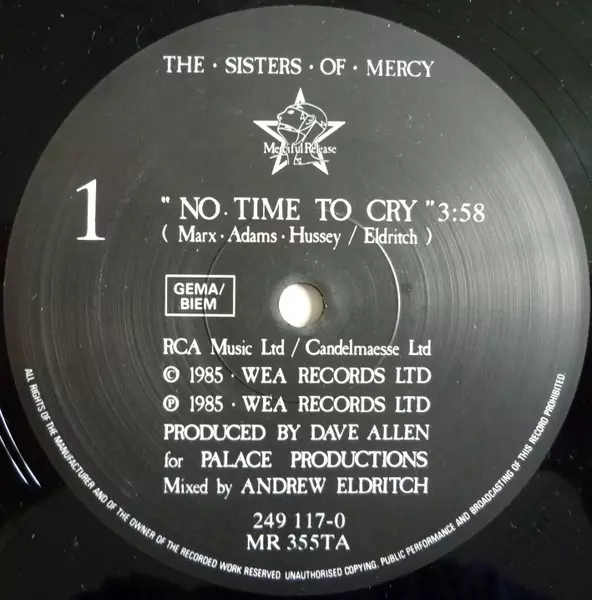 THE · SISTERS · OF · MERCY
Merciful Release
1
" NO · TIME TO CRY " 3:58
( Marx · Adams · Hussey / Eldritch )
GEMA/
BIEM
RCA Music Ltd / Candelmaesse Ltd
© 1985 · WEA RECORDS LTD
℗ 1985 · WEA RECORDS LTD
PRODUCED BY DAVE ALLEN
for PALACE PRODUCTIONS
Mixed by ANDREW ELDRITCH
249 117-0
MR 355TA
ALL RIGHTS OF THE MANUFACTURER AND OF THE OWNER OF THE RECORDED WORK RESERVED UNAUTHORISED COPYING, PUBLIC PERFORMANCE AND BROADCASTING OF THIS RECORD PROHIBITED.